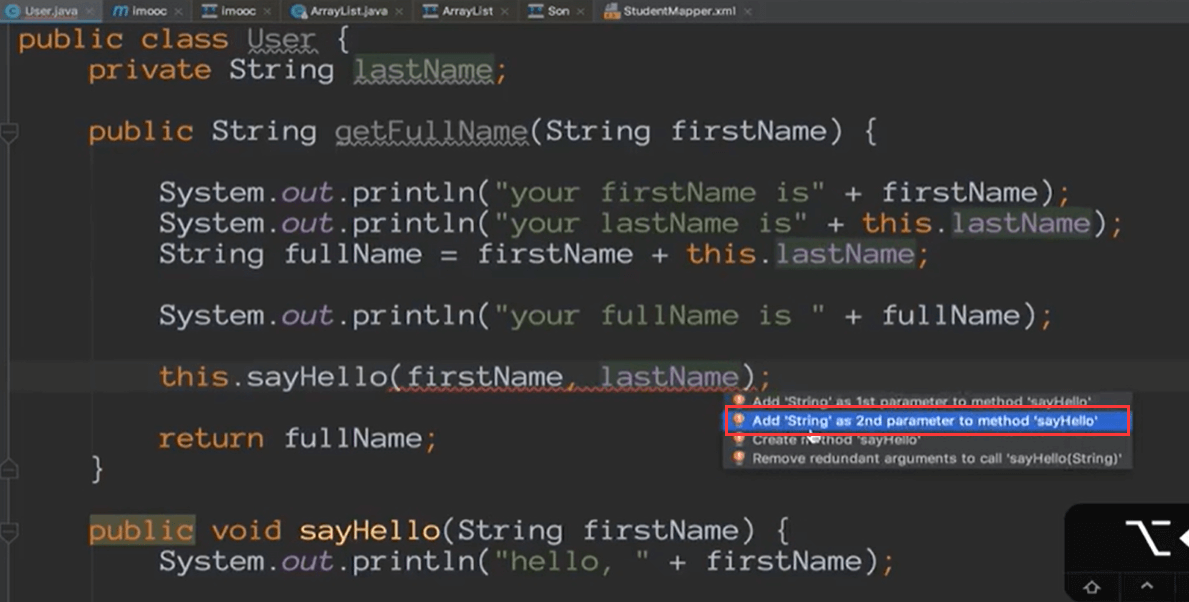 User.java imooc imooc ArrayList.java ArrayList Son StudentMapper.xml
public class User {
private String lastName;
public String getFullName(String firstName) {
System.out.println("your firstName is" + firstName);
System.out.println("your lastName is" + this.lastName);
String fullName = firstName + this.lastName;
System.out.println("your fullName is " + fullName);
this.sayHello(firstName, lastName);
Add 'String' as 1st parameter to method 'sayHello'
Add 'String' as 2nd parameter to method 'sayHello'
Create method 'sayHello'
Remove redundant arguments to call 'sayHello(String)'
return fullName;
}
public void sayHello(String firstName) {
System.out.println("hello, " + firstName);